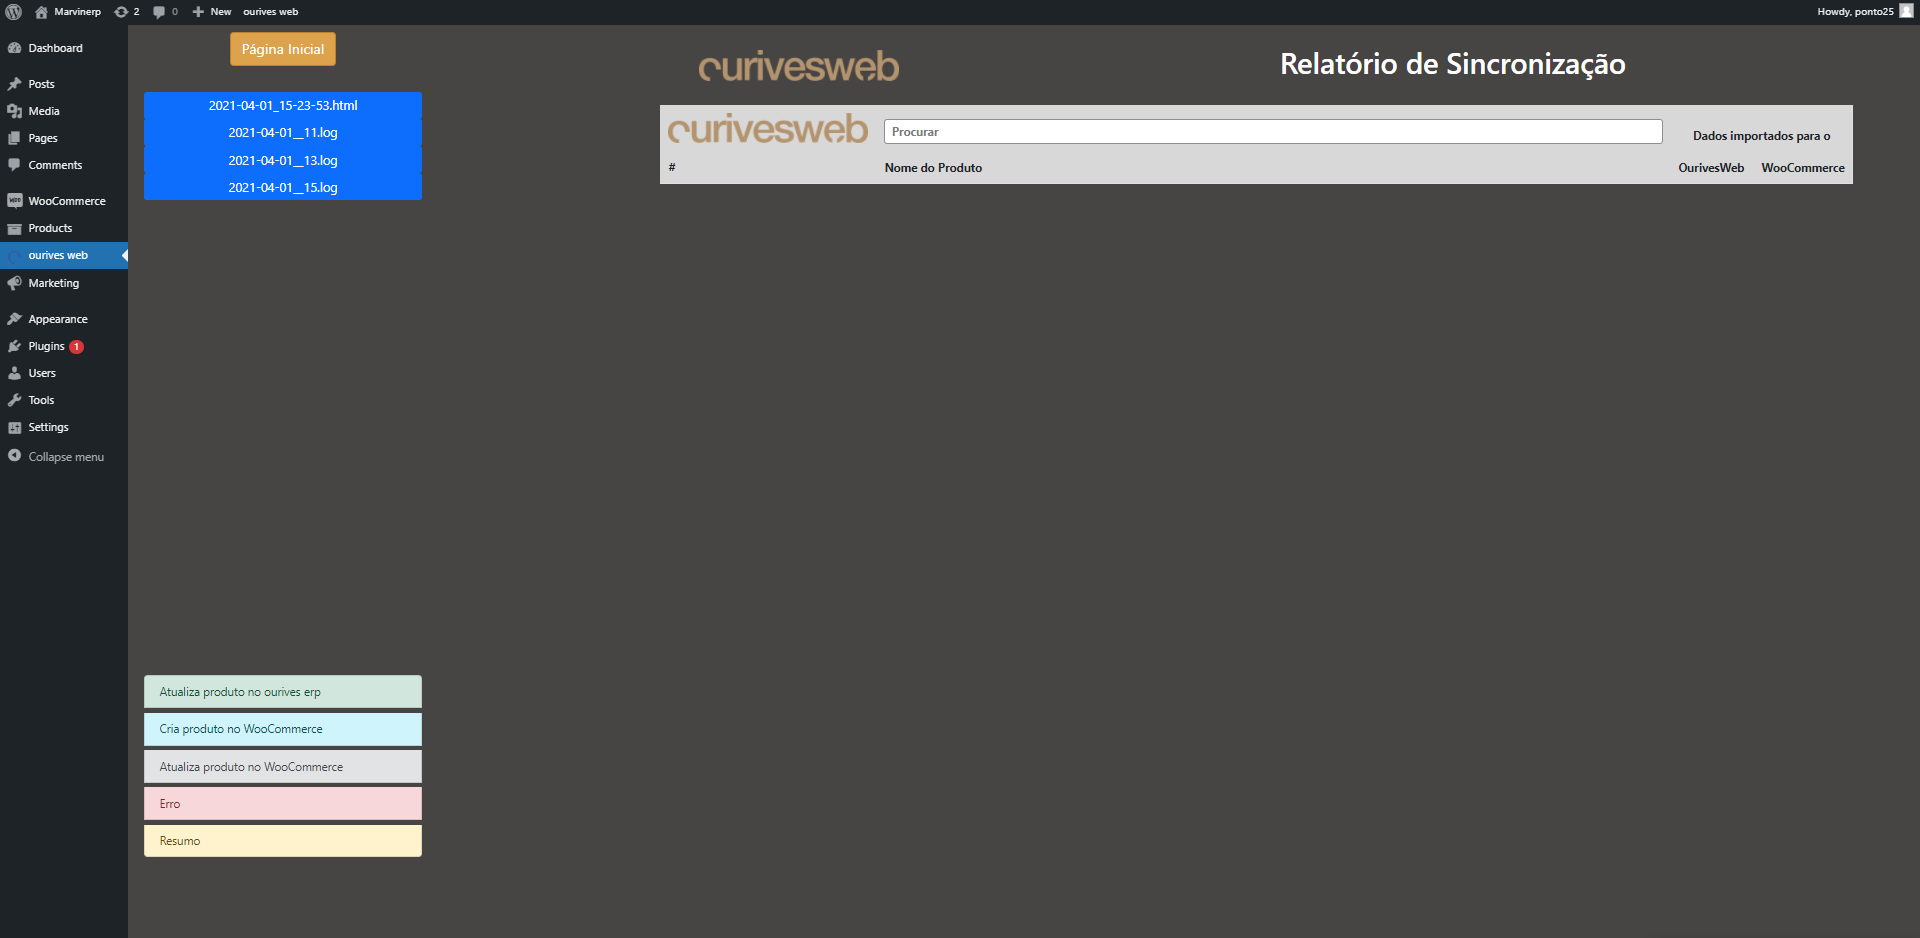 Marvinerp
2
0
New
ourives web
Howdy, ponto25
Dashboard
Posts
Media
Pages
Comments
WooCommerce
Products
ourives web
Marketing
Appearance
Plugins 1
Users
Tools
Settings
Collapse menu
Página Inicial
2021-04-01_15-23-53.html
2021-04-01__11.log
2021-04-01__13.log
2021-04-01__15.log
Atualiza produto no ourives erp
Cria produto no WooCommerce
Atualiza produto no WooCommerce
Erro
Resumo
ourivesweb
Relatório de Sincronização
ourivesweb
Procurar
Dados importados para o
#
Nome do Produto
OurivesWeb
WooCommerce